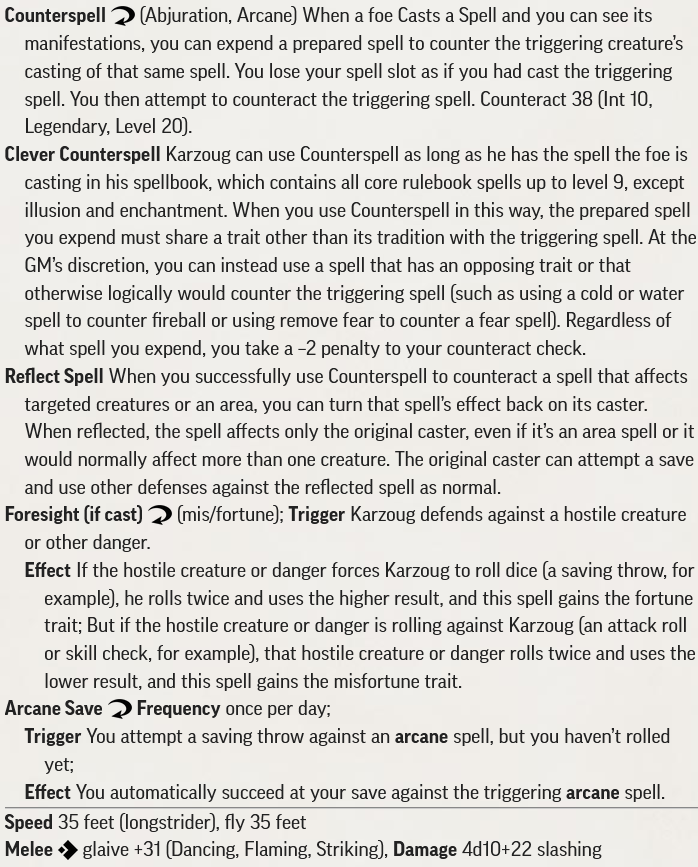 Counterspell (Abjuration, Arcane) When a foe Casts a Spell and you can see its
manifestations, you can expend a prepared spell to counter the triggering creature's
casting of that same spell. You lose your spell slot as if you had cast the triggering
spell. You then attempt to counteract the triggering spell. Counteract 38 (Int 10,
Legendary, Level 20).
Clever Counterspell Karzoug can use Counterspell as long as he has the spell the foe is
casting in his spellbook, which contains all core rulebook spells up to level 9, except
illusion and enchantment. When you use Counterspell in this way, the prepared spell
you expend must share a trait other than its tradition with the triggering spell. At the
GM's discretion, you can instead use a spell that has an opposing trait or that
otherwise logically would counter the triggering spell (such as using a cold or water
spell to counter fireball or using remove fear to counter a fear spell). Regardless of
what spell you expend, you take a –2 penalty to your counteract check.
Reflect Spell When you successfully use Counterspell to counteract a spell that affects
targeted creatures or an area, you can turn that spell's effect back on its caster.
When reflected, the spell affects only the original caster, even if it's an area spell or it
would normally affect more than one creature. The original caster can attempt a save
and use other defenses against the reflected spell as normal.
Foresight (if cast) (mis/fortune); Trigger Karzoug defends against a hostile creature
or other danger.
Effect If the hostile creature or danger forces Karzoug to roll dice (a saving throw, for
example), he rolls twice and uses the higher result, and this spell gains the fortune
trait; But if the hostile creature or danger is rolling against Karzoug (an attack roll
or skill check, for example), that hostile creature or danger rolls twice and uses the
lower result, and this spell gains the misfortune trait.
Arcane Save Frequency once per day;
Trigger You attempt a saving throw against an arcane spell, but you haven't rolled
yet;
Effect You automatically succeed at your save against the triggering arcane spell.
Speed 35 feet (longstrider), fly 35 feet
Melee glaive +31 (Dancing, Flaming, Striking), Damage 4d10+22 slashing